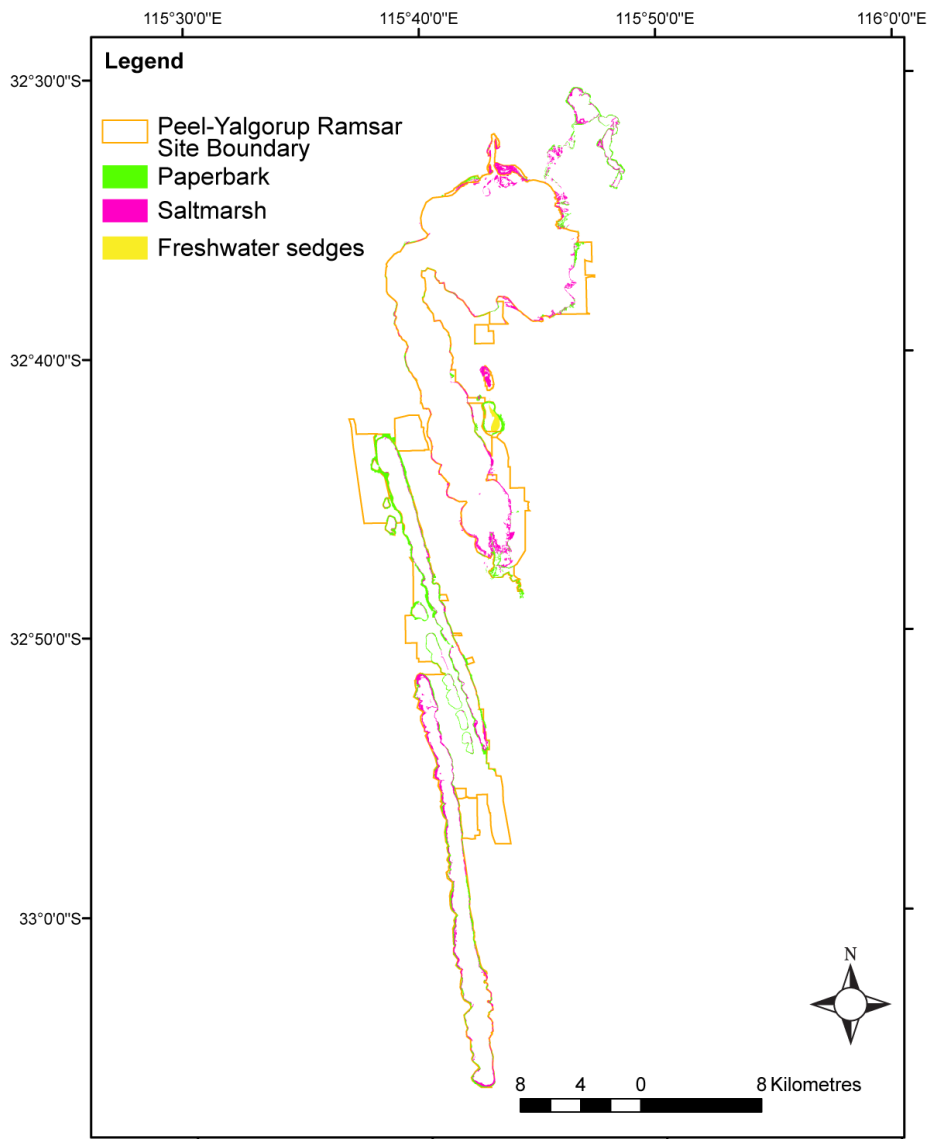 115°30'0"E 115°40'0"E 115°50'0"E 116°0'0"E
Legend
32°30'0"S
Peel-Yalgorup Ramsar
Site Boundary
Paperbark
Saltmarsh
Freshwater sedges
32°40'0"S
32°50'0"S
33°0'0"S
N
8 4 0 8 Kilometres